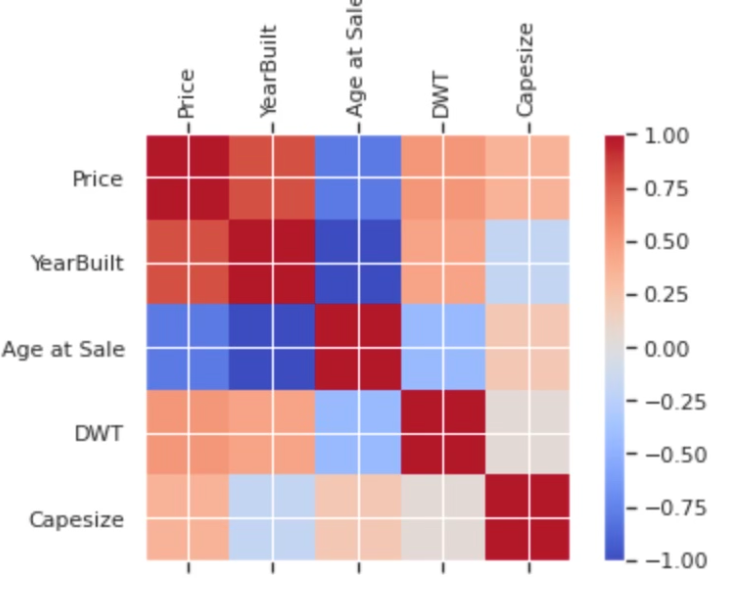 Price
YearBuilt
Age at Sale
DWT
Capesize
Price
YearBuilt
Age at Sale
DWT
Capesize
1.00
0.75
0.50
0.25
0.00
−0.25
−0.50
−0.75
−1.00